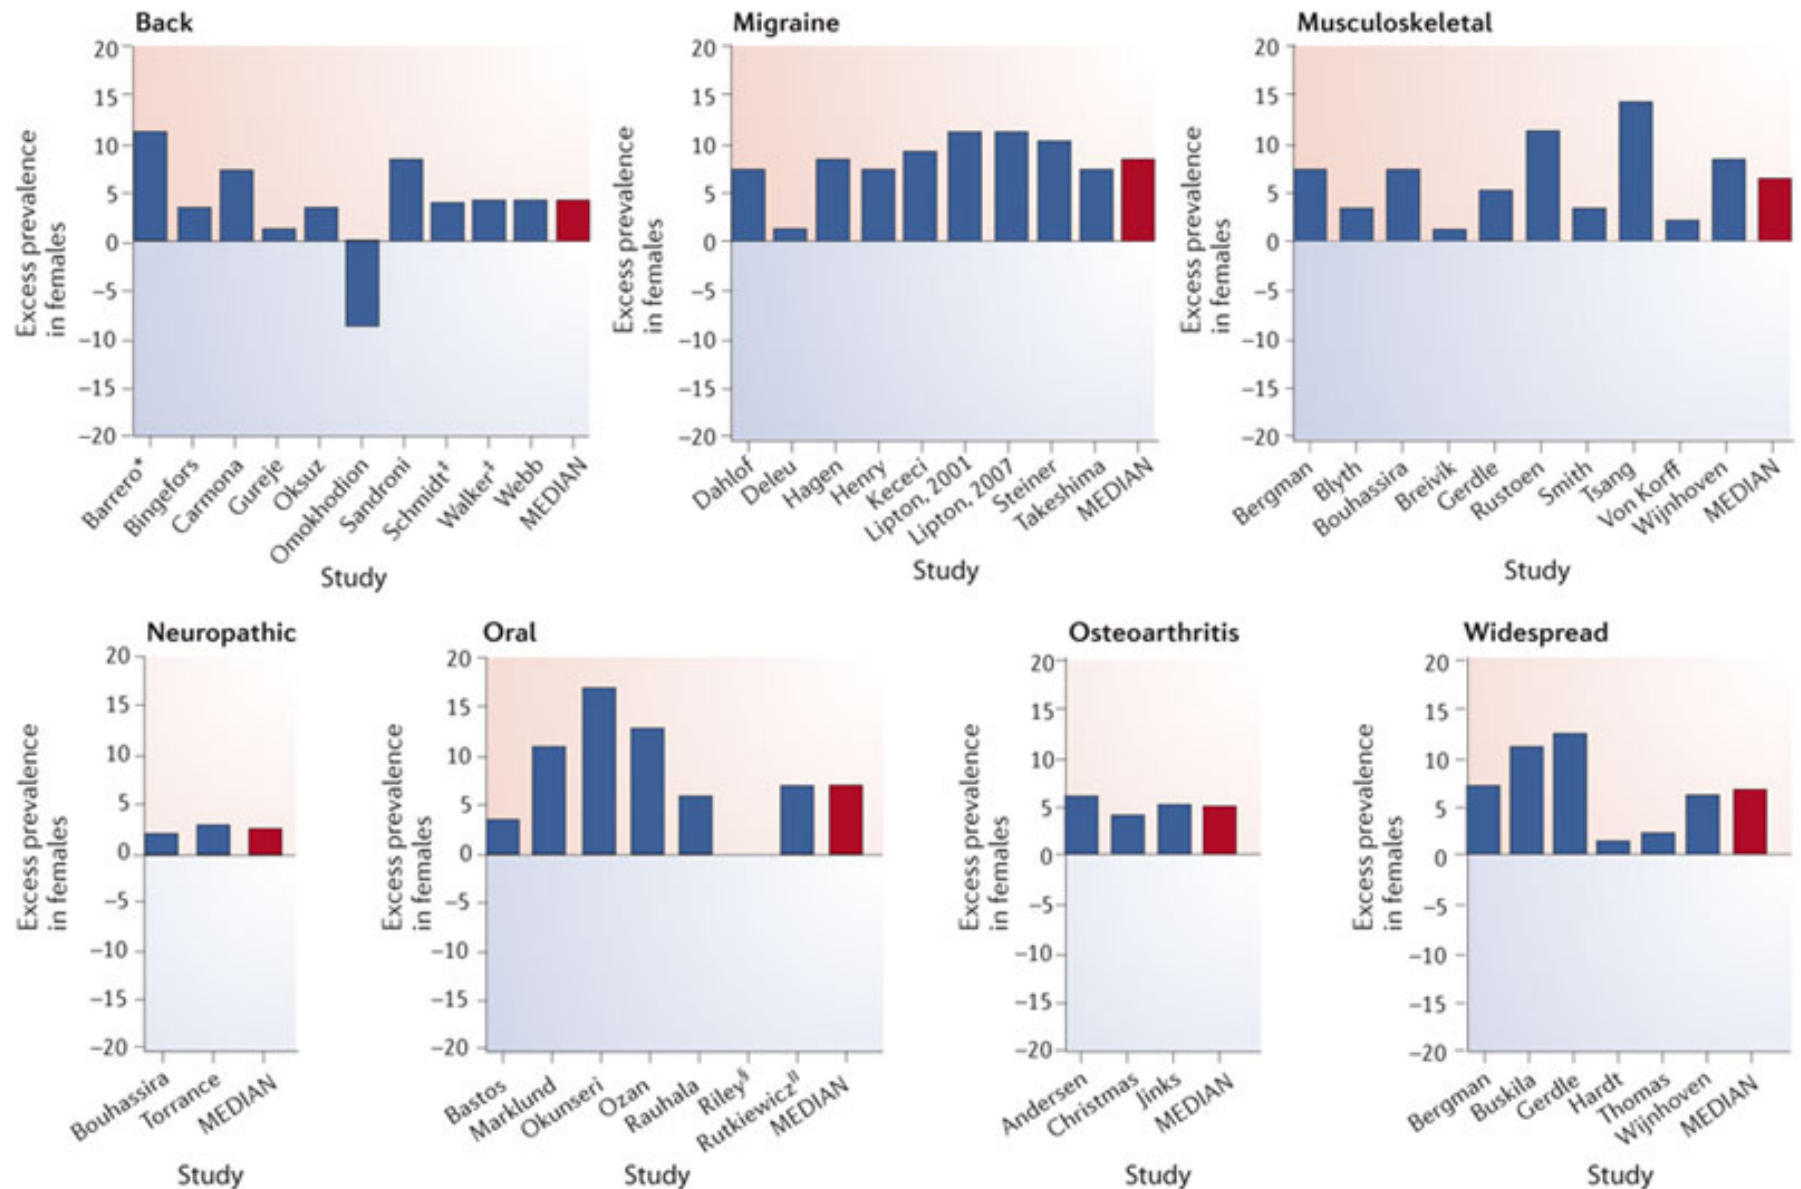 Back
20
15
10
5
0
−5
−10
−15
−20
Excess prevalence
in females
Barrero*
Bingefors
Carmona
Gureje
Oksuz
Omokhodion
Sandroni
Schmidt‡
Walker‡
Webb
MEDIAN
Study
Migraine
20
15
10
5
0
−5
−10
−15
−20
Excess prevalence
in females
Dahlof
Deleu
Hagen
Henry
Kececi
Lipton, 2001
Lipton, 2007
Steiner
Takeshima
MEDIAN
Study
Musculoskeletal
20
15
10
5
0
−5
−10
−15
−20
Excess prevalence
in females
Bergman
Blyth
Bouhassira
Breivik
Gerdle
Rustoen
Smith
Tsang
Von Korff
Wijnhoven
MEDIAN
Study
Neuropathic
20
15
10
5
0
−5
−10
−15
−20
Excess prevalence
in females
Bouhassira
Torrance
MEDIAN
Study
Oral
20
15
10
5
0
−5
−10
−15
−20
Excess prevalence
in females
Bastos
Marklund
Okunseri
Ozan
Rauhala
Riley§
Rutkiewicz||
MEDIAN
Study
Osteoarthritis
20
15
10
5
0
−5
−10
−15
−20
Excess prevalence
in females
Andersen
Christmas
Jinks
MEDIAN
Study
Widespread
20
15
10
5
0
−5
−10
−15
−20
Excess prevalence
in females
Bergman
Buskila
Gerdle
Hardt
Thomas
Wijnhoven
MEDIAN
Study